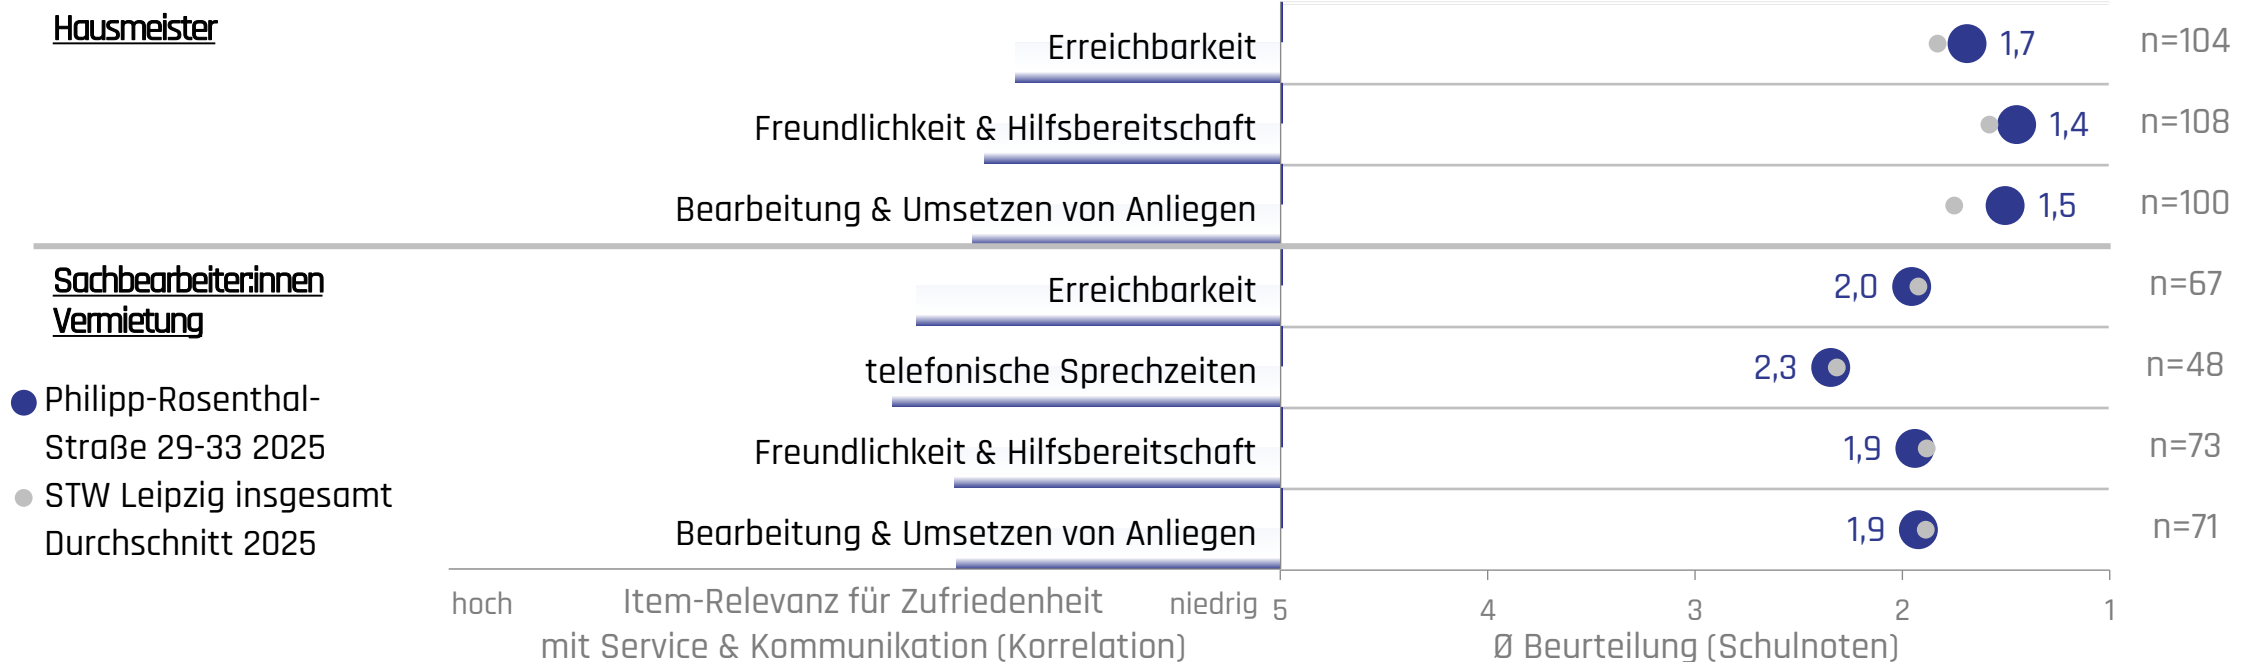 Hausmeister
Erreichbarkeit
1,7
n=104
Freundlichkeit & Hilfsbereitschaft
1,4
n=108
Bearbeitung & Umsetzen von Anliegen
1,5
n=100
Sachbearbeiter:innen
Vermietung
Erreichbarkeit
2,0
n=67
telefonische Sprechzeiten
2,3
n=48
Freundlichkeit & Hilfsbereitschaft
1,9
n=73
Bearbeitung & Umsetzen von Anliegen
1,9
n=71
Philipp-Rosenthal-
Straße 29-33 2025
STW Leipzig insgesamt
Durchschnitt 2025
hoch
Item-Relevanz für Zufriedenheit
niedrig
mit Service & Kommunikation (Korrelation)
5
4
3
2
1
Ø Beurteilung (Schulnoten)